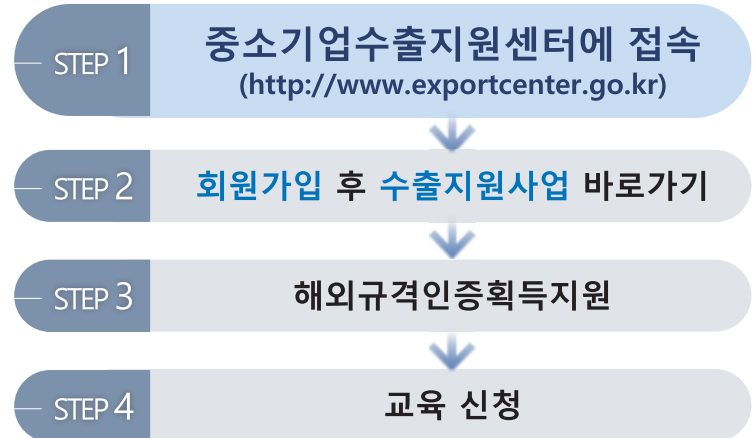 STEP 1
중소기업수출지원센터에 접속
(http://www.exportcenter.go.kr)
STEP 2
회원가입 후 수출지원사업 바로가기
STEP 3
해외규격인증획득지원
STEP 4
교육 신청